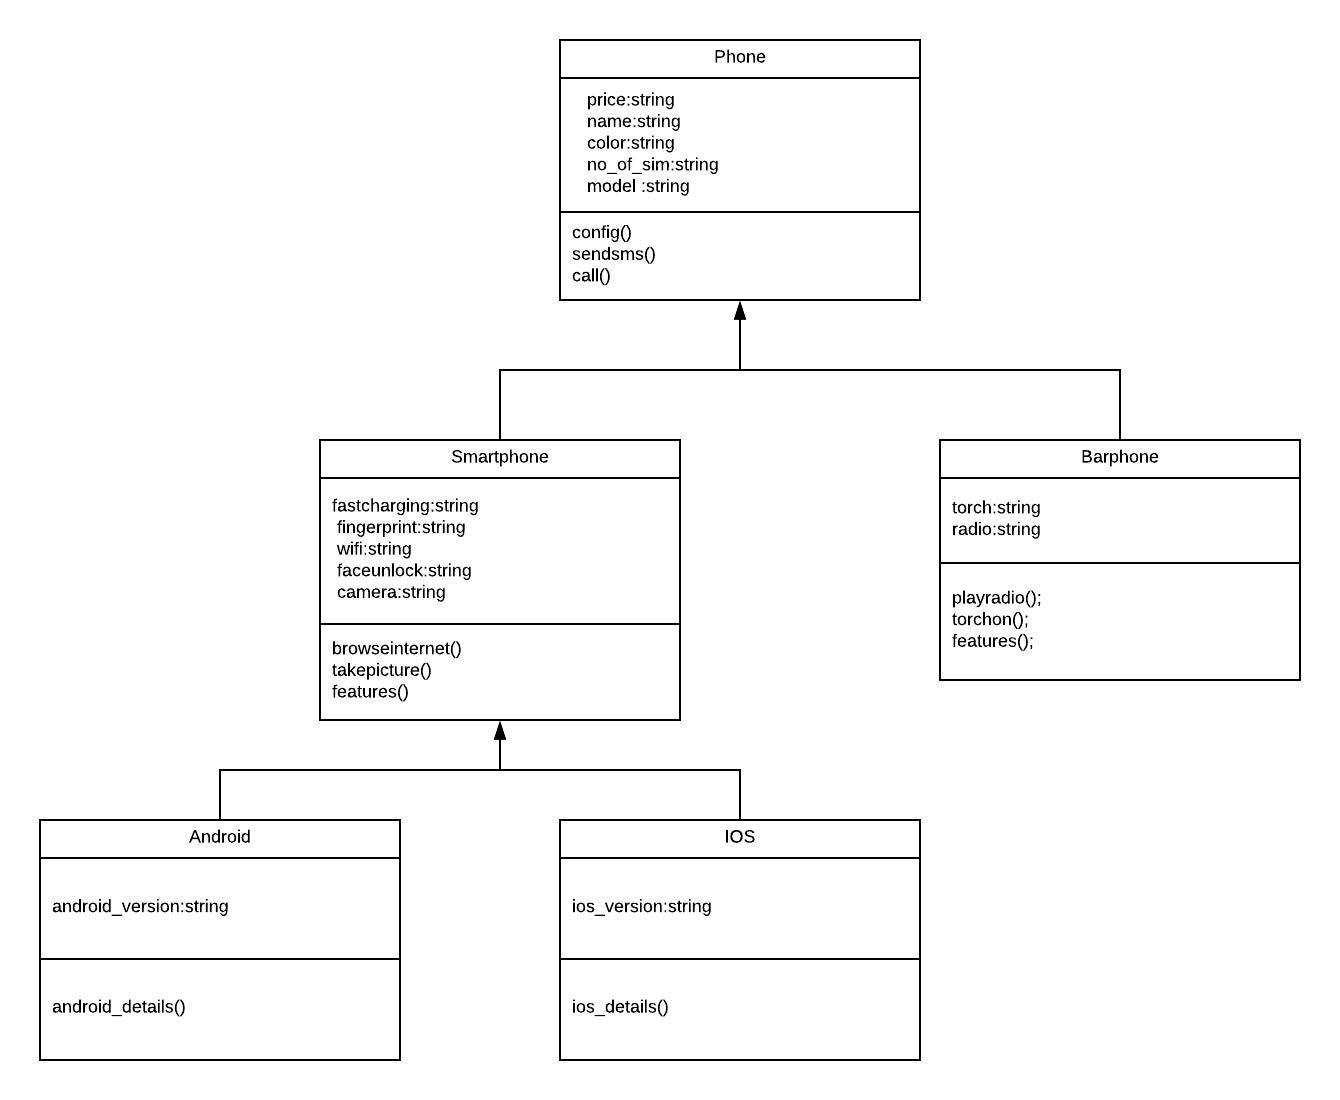 Phone
price:string
name:string
color:string
no_of_sim:string
model :string
config()
sendsms()
call()
Smartphone
fastcharging:string
fingerprint:string
wifi:string
faceunlock:string
camera:string
browseinternet()
takepicture()
features()
Barphone
torch:string
radio:string
playradio();
torchon();
features();
Android
android_version:string
android_details()
IOS
ios_version:string
ios_details()